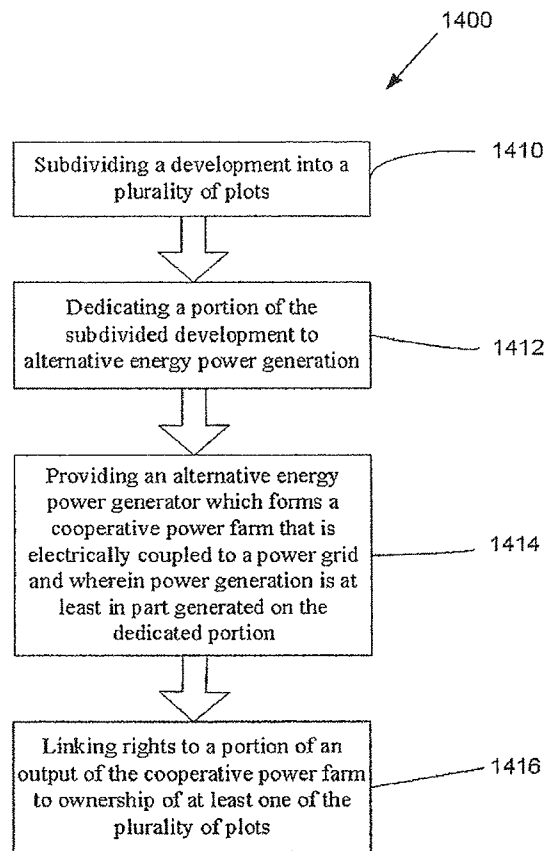 1400
Subdividing a development into a
plurality of plots
1410
Dedicating a portion of the
subdivided development to
alternative energy power generation
1412
Providing an alternative energy
power generator which forms a
cooperative power farm that is
electrically coupled to a power grid
and wherein power generation is at
least in part generated on the
dedicated portion
1414
Linking rights to a portion of an
output of the cooperative power farm
to ownership of at least one of the
plurality of plots
1416